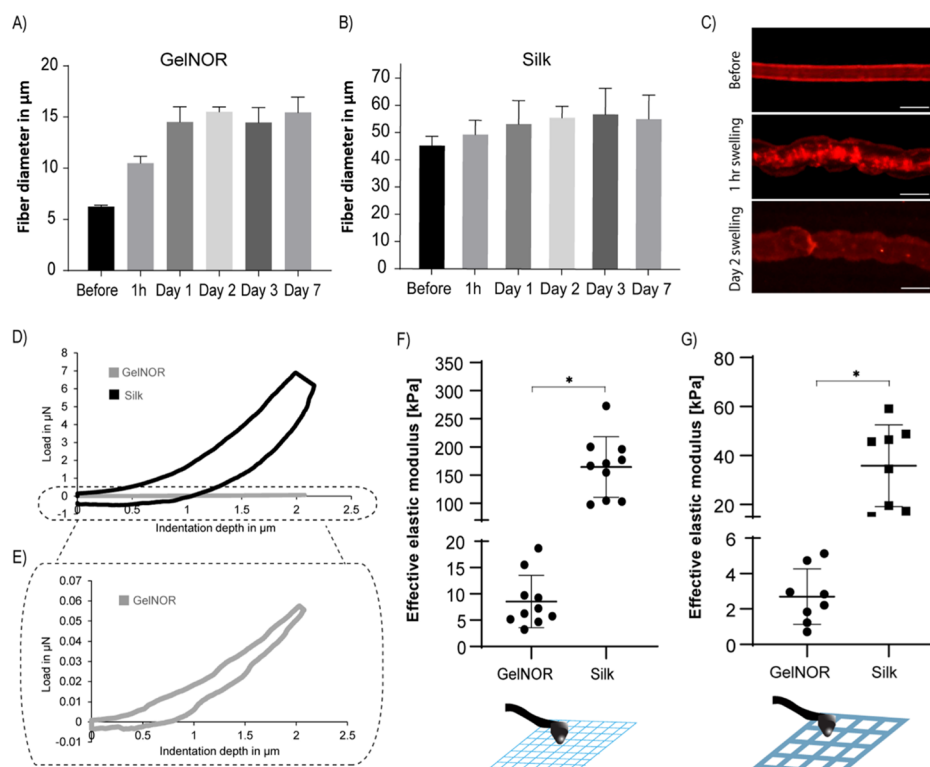 A)
GelNOR
Fiber diameter in µm
20
15
10
5
0
Before 1h Day 1 Day 2 Day 3 Day 7
B)
Silk
Fiber diameter in µm
70
60
50
40
30
20
10
0
Before 1h Day 1 Day 2 Day 3 Day 7
C)
Before
1 hr swelling
Day 2 swelling
D)
Load in µN
8
7
6
5
4
3
2
1
0
-1
GelNOR
Silk
0 0.5 1 1.5 2 2.5
Indentation depth in µm
E)
Load in µN
0.07
0.06
0.05
0.04
0.03
0.02
0.01
0
-0.01
GelNOR
0 0.5 1 1.5 2 2.5
Indentation depth in µm
F)
Effective elastic modulus [kPa]
350
300
250
200
150
100
20
15
10
5
0
*
GelNOR Silk
G)
Effective elastic modulus [kPa]
80
60
40
20
6
4
2
0
*
GelNOR Silk